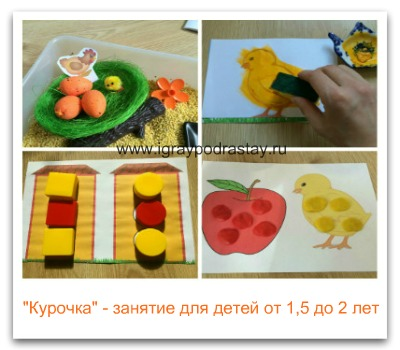 www.igraypodrastay.ru
"Курочка" - занятие для детей от 1,5 до 2 лет